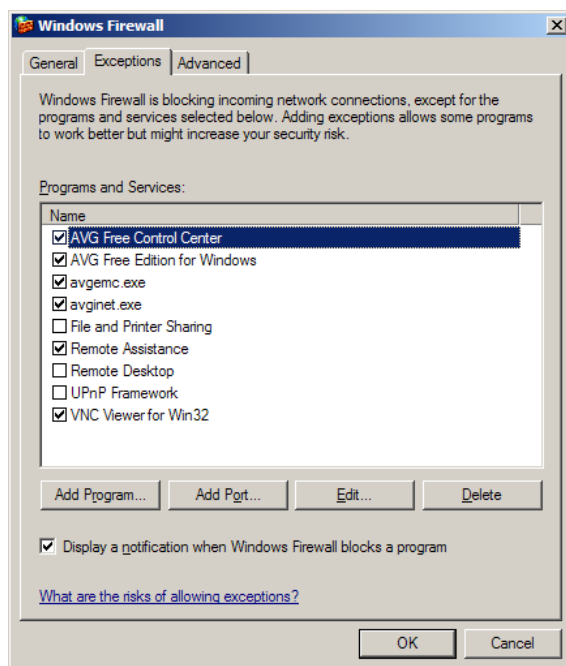 Windows Firewall
General Exceptions Advanced
Windows Firewall is blocking incoming network connections, except for the
programs and services selected below. Adding exceptions allows some programs
to work better but might increase your security risk.
Programs and Services:
Name
AVG Free Control Center
AVG Free Edition for Windows
avgemc.exe
avginet.exe
File and Printer Sharing
Remote Assistance
Remote Desktop
UPnP Framework
VNC Viewer for Win32
Add Program... Add Port... Edit... Delete
Display a notification when Windows Firewall blocks a program
What are the risks of allowing exceptions?
OK Cancel